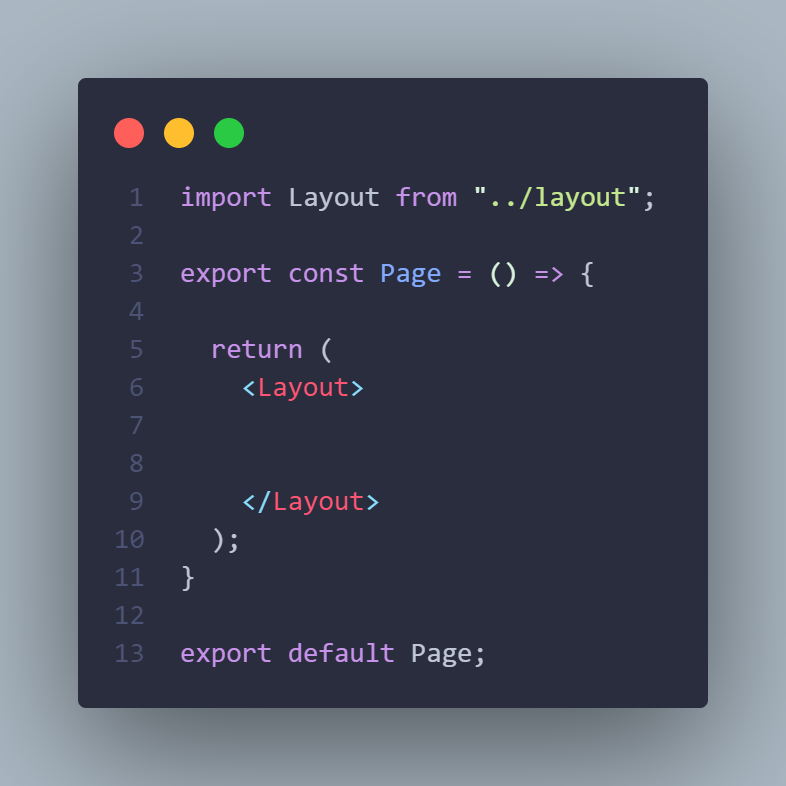 1 import Layout from "../layout";
2
3 export const Page = () => {
4
5   return (
6     <Layout>
7
8
9     </Layout>
10   );
11 }
12
13 export default Page;